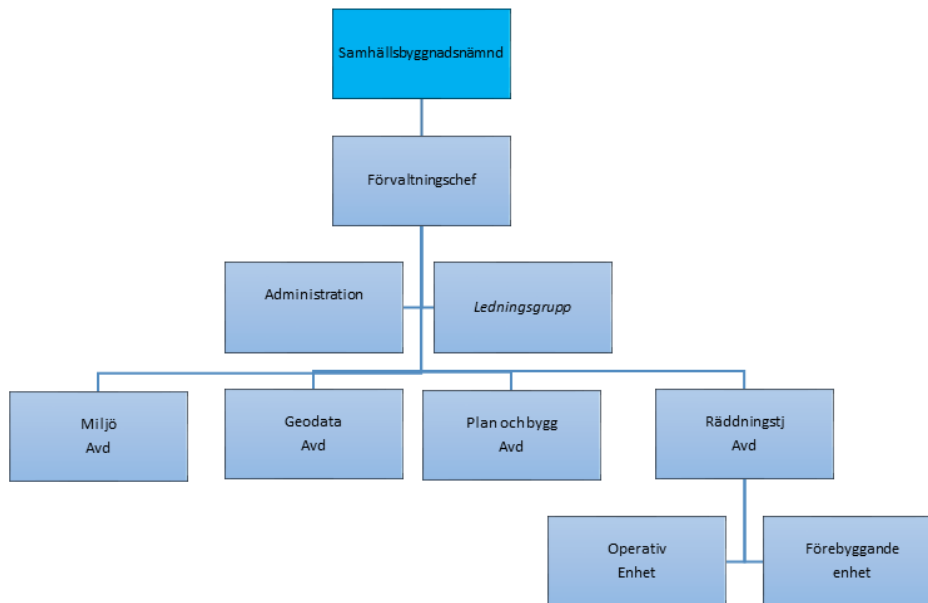 Samhällsbyggnadsnämnd
Förvaltningschef
Administration
Ledningsgrupp
Miljö
Avd
Geodata
Avd
Plan och bygg
Avd
Räddningstj
Avd
Operativ
Enhet
Förebyggande
enhet